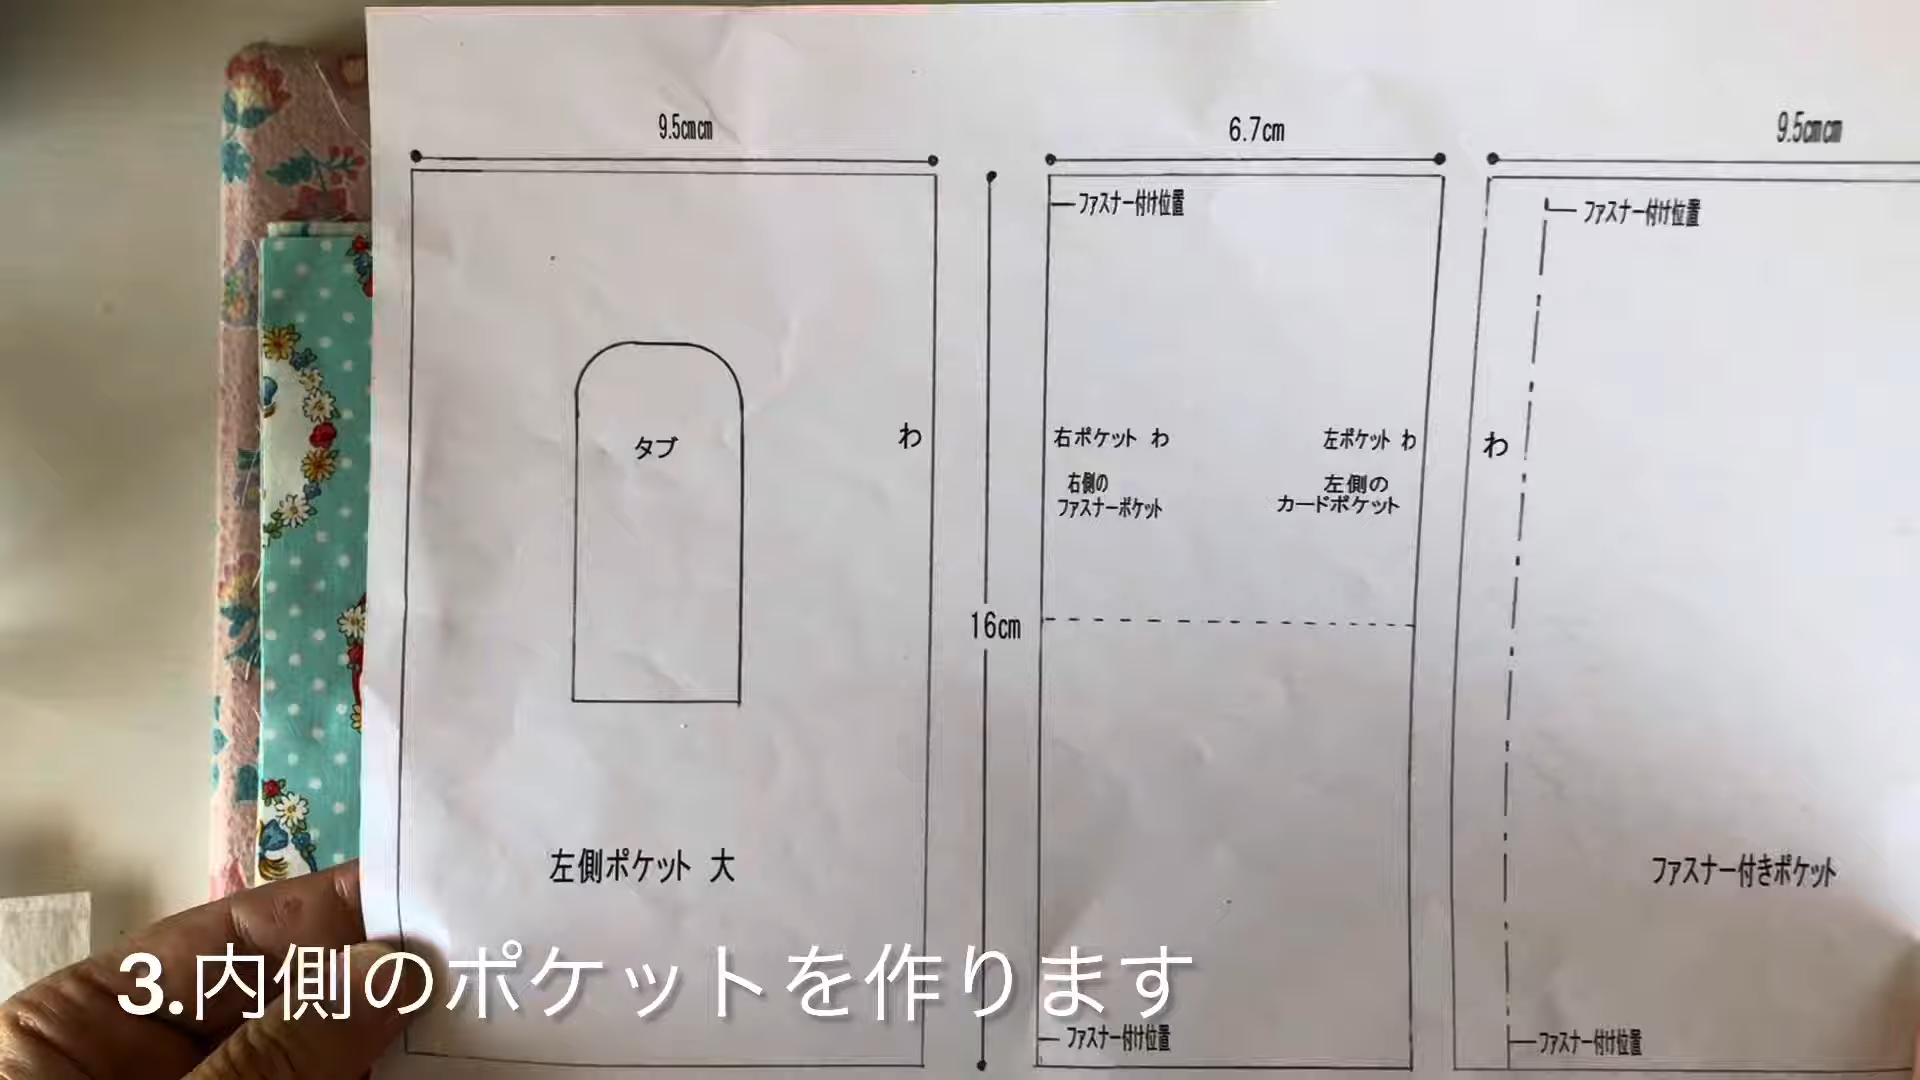 9.5cmcm
6.7cm
9.5cmcm
ファスナー付け位置
ファスナー付け位置
タブ
わ
右ポケット わ
左ポケット わ
わ
右側の
ファスナーポケット
左側の
カードポケット
16cm
左側ポケット 大
ファスナー付きポケット
3.内側のポケットを作ります
ファスナー付け位置
ファスナー付け位置